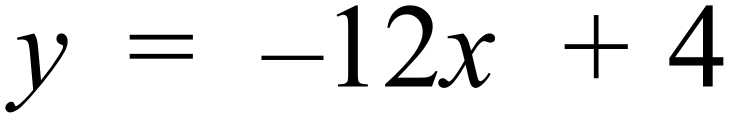 y = −12x + 4